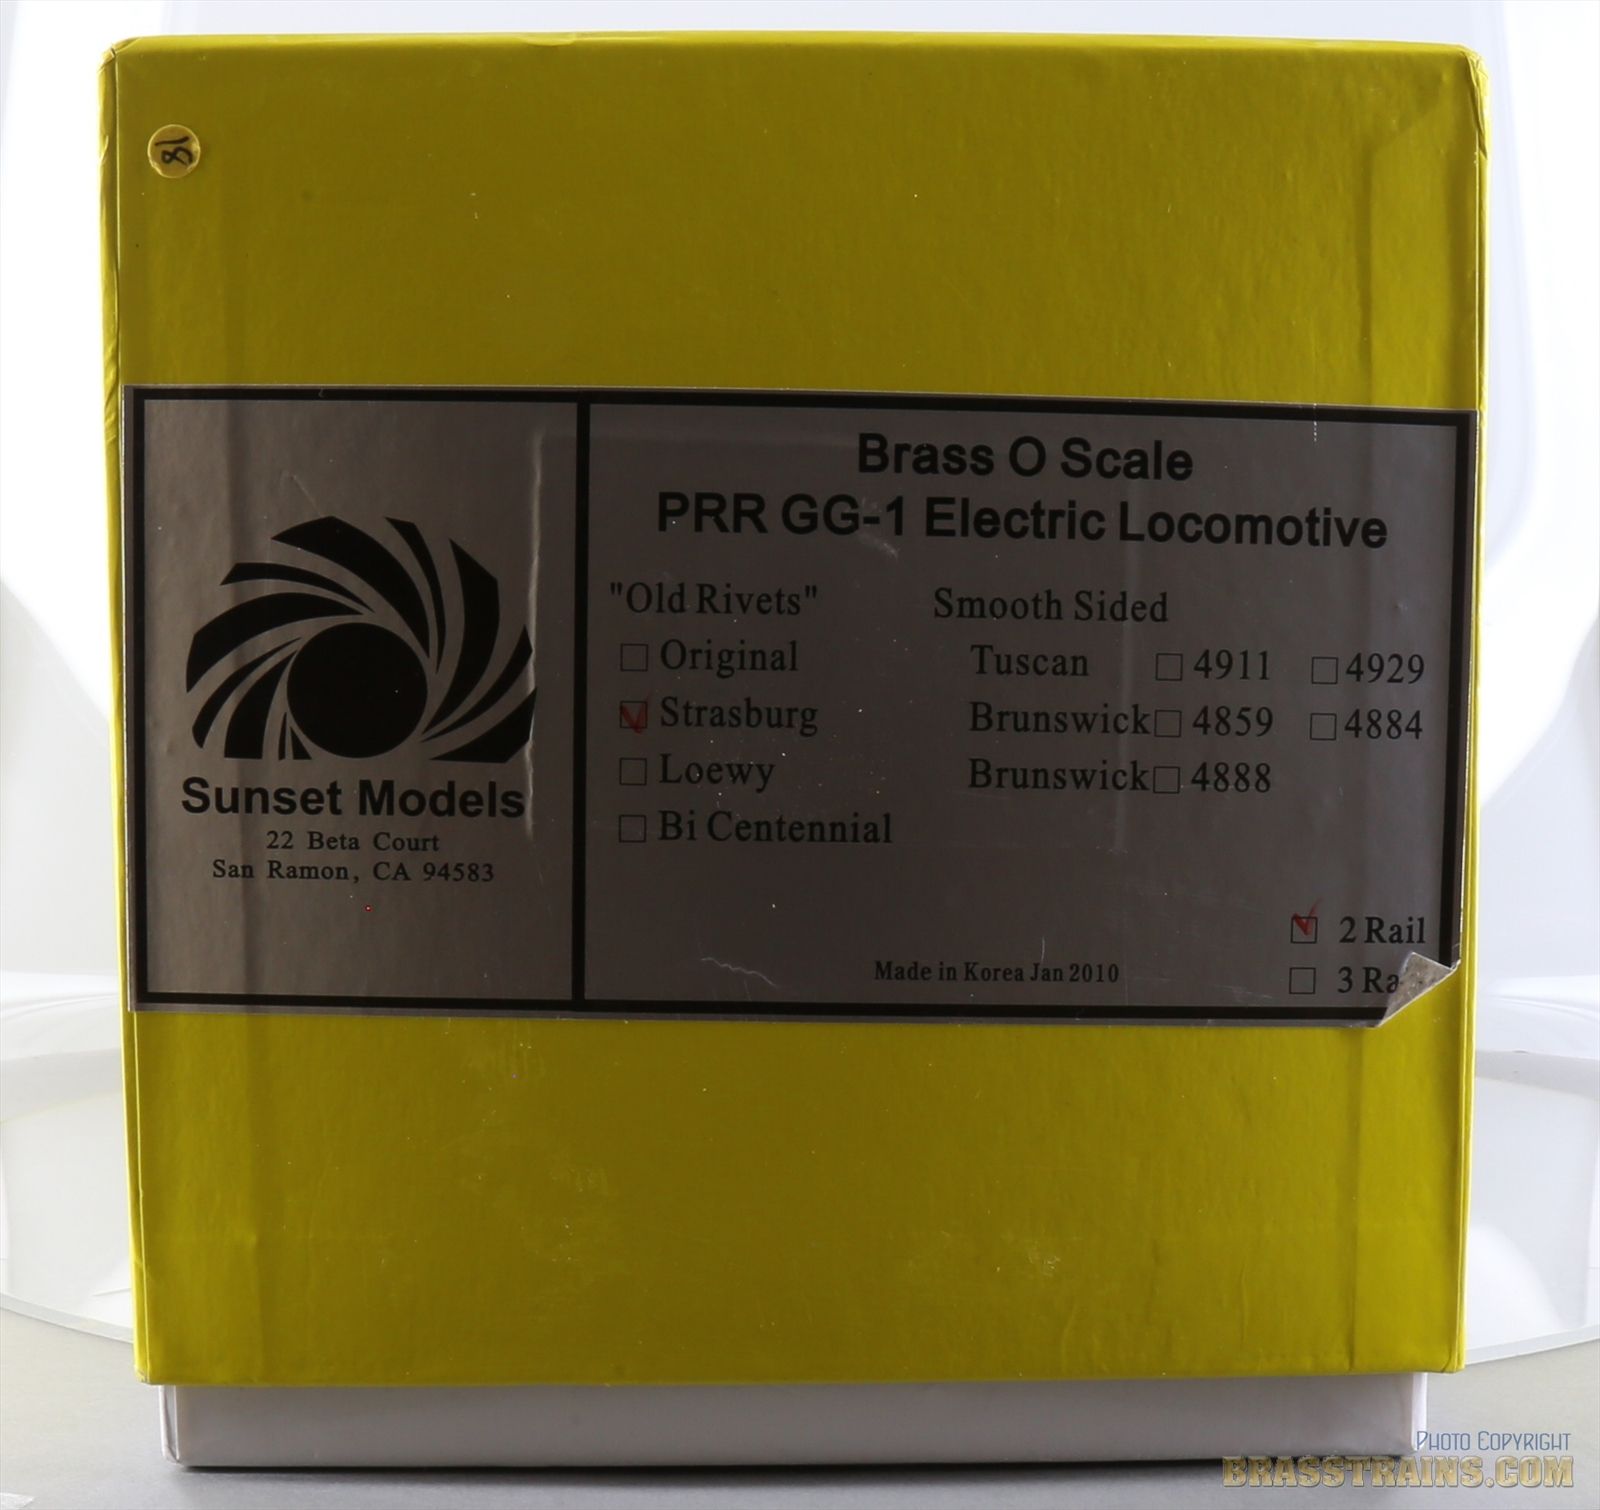 18
Brass O Scale
PRR GG-1 Electric Locomotive
"Old Rivets"
Original
Strasburg
Loewy
Bi Centennial
Smooth Sided
Tuscan 4911 4929
Brunswick 4859 4884
Brunswick 4888
2 Rail
3 Ra
Made in Korea Jan 2010
Sunset Models
22 Beta Court
San Ramon, CA 94583
PHOTO COPYRIGHT
BRASSTRAINS.COM